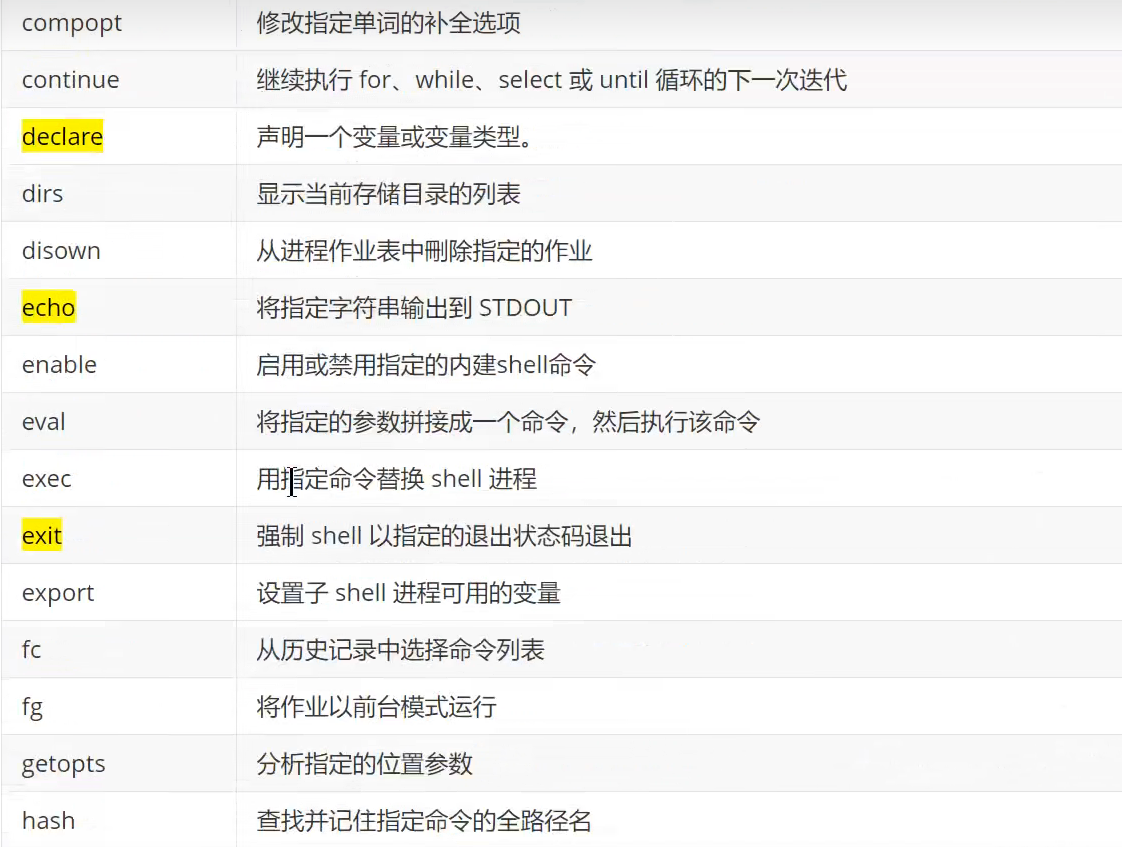 compopt 修改指定单词的补全选项
continue 继续执行 for、while、select 或 until 循环的下一次迭代
declare 声明一个变量或变量类型。
dirs 显示当前存储目录的列表
disown 从进程作业表中刪除指定的作业
echo 将指定字符串输出到 STDOUT
enable 启用或禁用指定的内建shell命令
eval 将指定的参数拼接成一个命令，然后执行该命令
exec 用指定命令替换 shell 进程
exit 强制 shell 以指定的退出状态码退出
export 设置子 shell 进程可用的变量
fc 从历史记录中选择命令列表
fg 将作业以前台模式运行
getopts 分析指定的位置参数
hash 查找并记住指定命令的全路径名